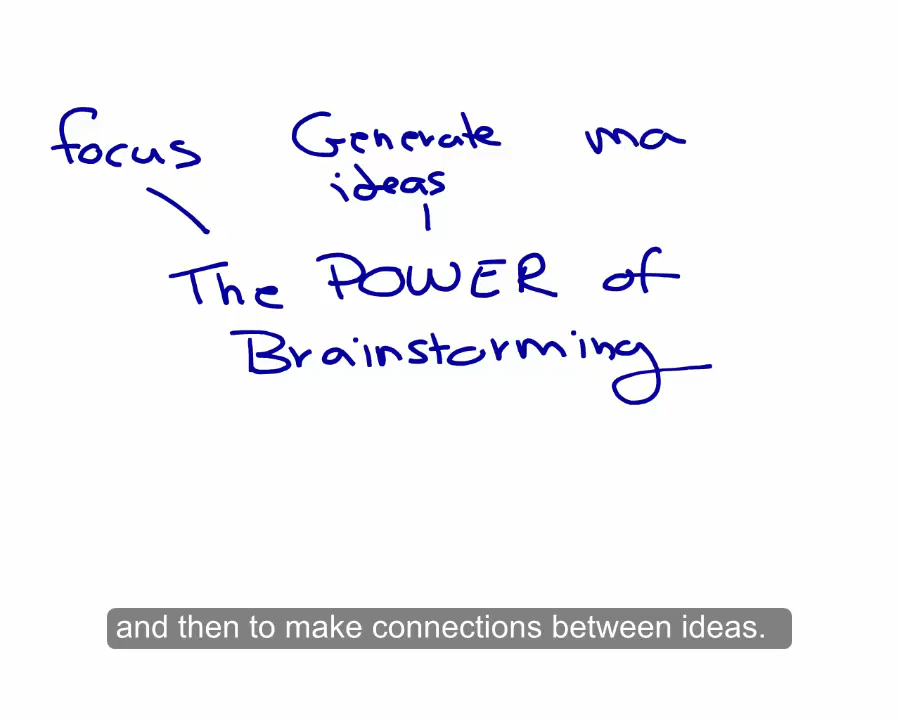 focus Generate ma
ideas
The POWER of
Brainstorming
and then to make connections between ideas.